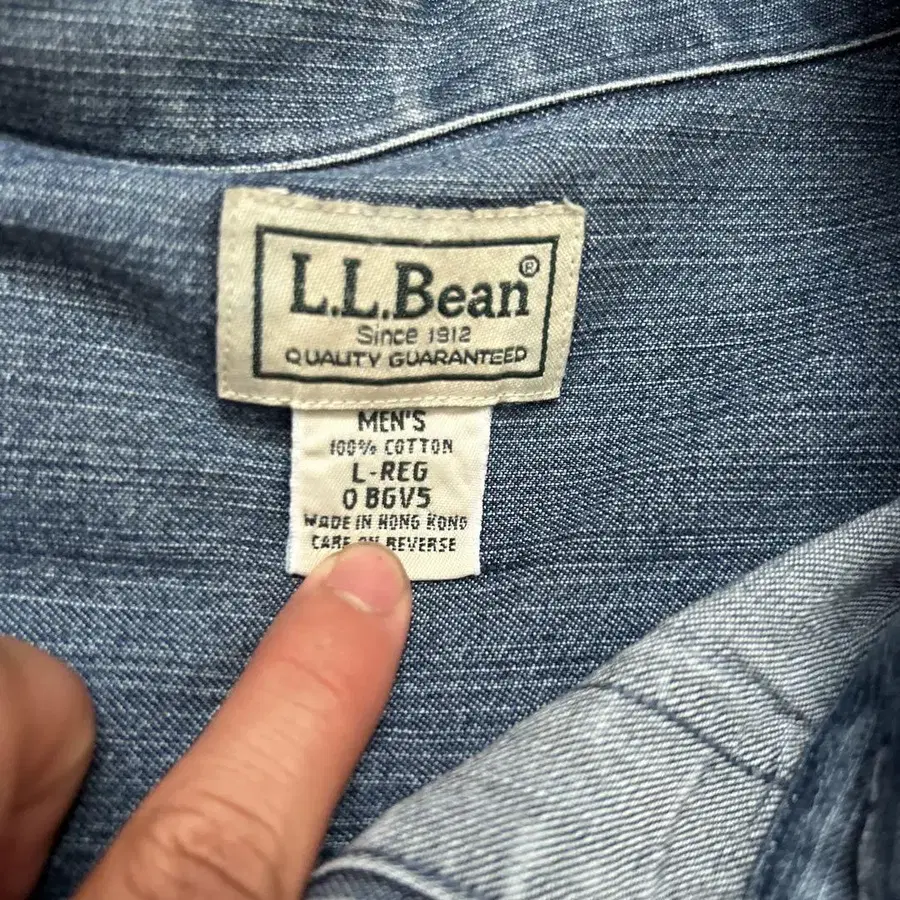 L.L.Bean®
Since 1912
QUALITY GUARANTEED
MEN'S
100% COTTON
L-REG
0 BGV5
MADE IN HONG KONG
CARE ON REVERSE